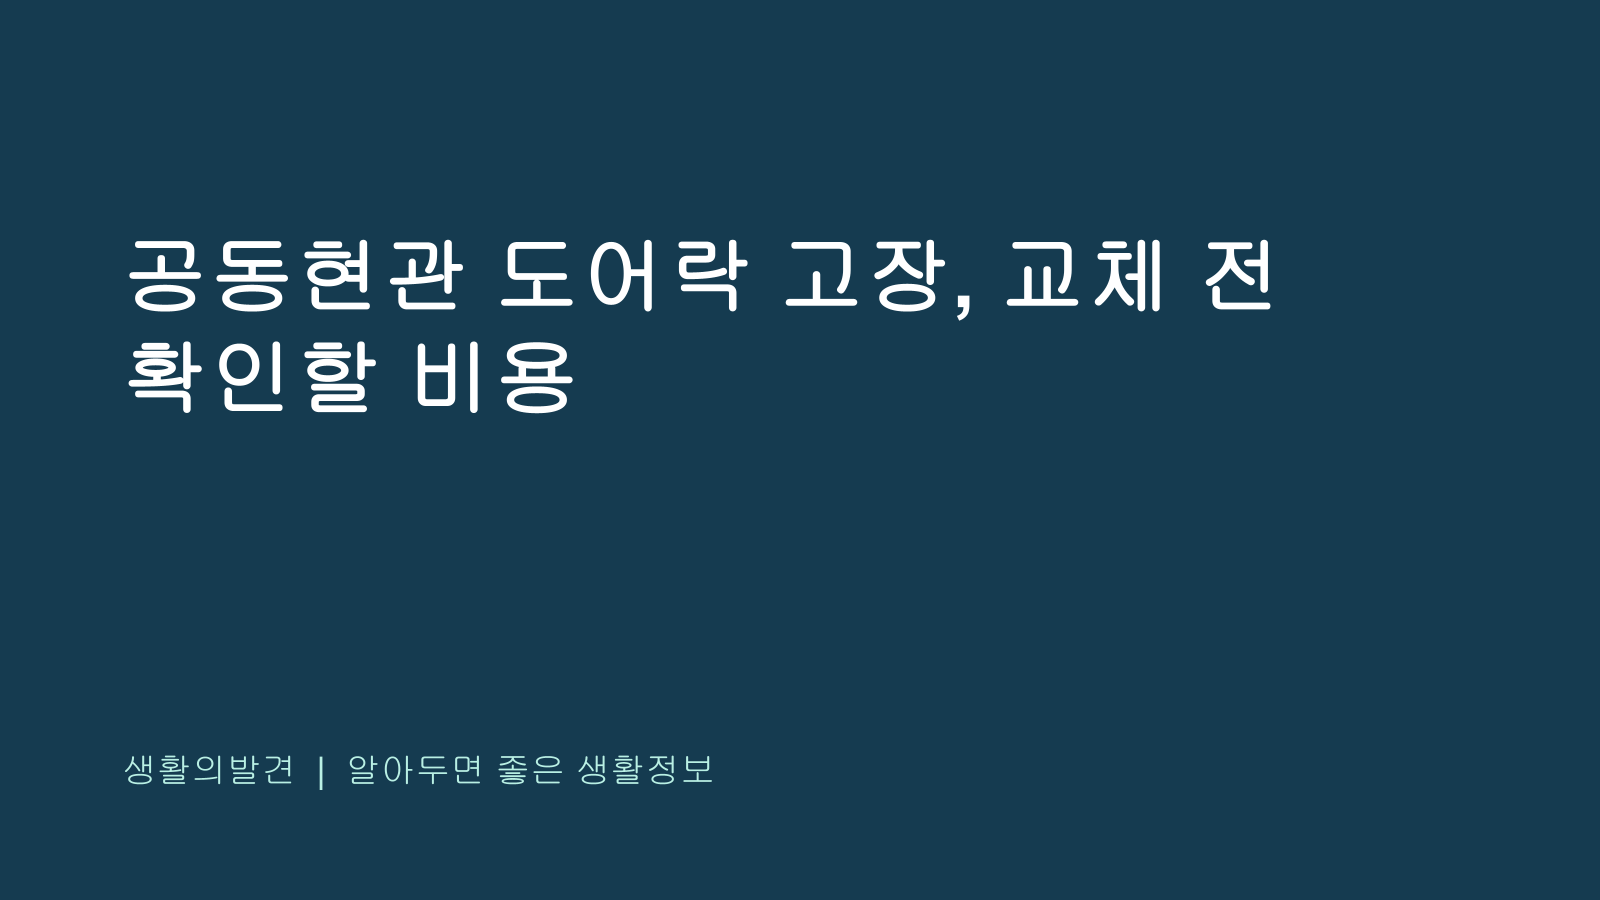 공동현관 도어락 고장, 교체 전
확인할 비용
생활의발견 | 알아두면 좋은 생활정보